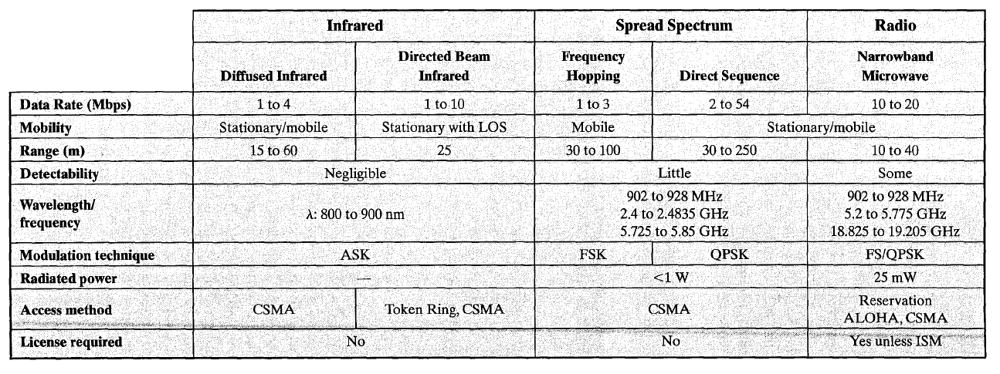 Infrared Spread Spectrum Radio
Diffused Infrared Directed Beam Infrared Frequency Hopping Direct Sequence Narrowband Microwave
Data Rate (Mbps) 1 to 4 1 to 10 1 to 3 2 to 54 10 to 20
Mobility Stationary/mobile Stationary with LOS Mobile Stationary/mobile
Range (m) 15 to 60 25 30 to 100 30 to 250 10 to 40
Detectability Negligible Little Some
Wavelength/ frequency λ: 800 to 900 nm 902 to 928 MHz 2.4 to 2.4835 GHz 5.725 to 5.85 GHz 902 to 928 MHz 5.2 to 5.775 GHz 18.825 to 19.205 GHz
Modulation technique ASK FSK QPSK FS/QPSK
Radiated power — <1 W 25 mW
Access method CSMA Token Ring, CSMA CSMA Reservation ALOHA, CSMA
License required No No Yes unless ISM